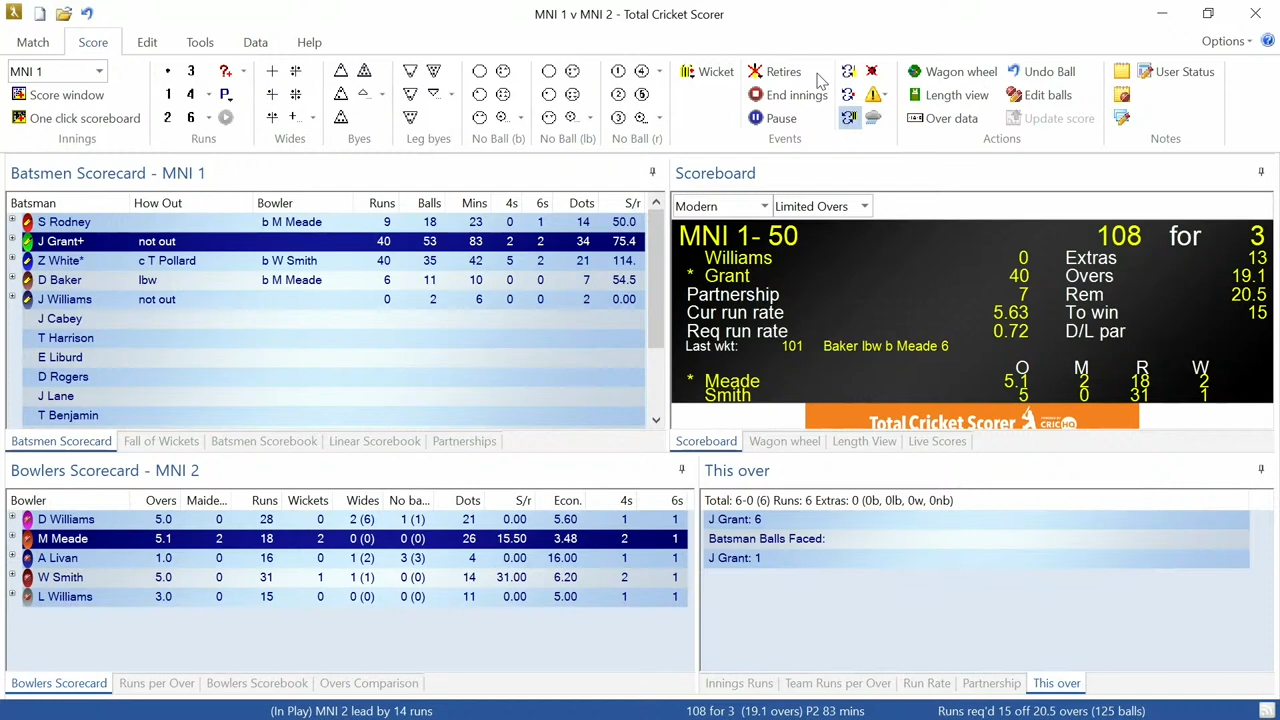 MNI 1 v MNI 2 - Total Cricket Scorer
Match Score Edit Tools Data Help Options
MNI 1
Score window
One click scoreboard
Innings
• 3 ?+
1 4 P
2 6
Runs
Wides
Byes
Leg byes
No Ball (b)
No Ball (lb)
1 4
2 5
3
No Ball (r)
Wicket
Retires
End innings
Pause
Events
Wagon wheel Undo Ball
Length view Edit balls
Over data Update score
Actions
User Status
Notes
Batsmen Scorecard - MNI 1
Batsman How Out Bowler Runs Balls Mins 4s 6s Dots S/r
S Rodney b M Meade 9 18 23 0 1 14 50.0
J Grant+ not out 40 53 83 2 2 34 75.4
Z White* c T Pollard b W Smith 40 35 42 5 2 21 114.
D Baker lbw b M Meade 6 11 10 0 0 7 54.5
J Williams not out 0 2 6 0 0 2 0.00
J Cabey
T Harrison
E Liburd
D Rogers
J Lane
T Benjamin
Batsmen Scorecard Fall of Wickets Batsmen Scorebook Linear Scorebook Partnerships
Scoreboard
Modern Limited Overs
MNI 1- 50 108 for 3
Williams 0 Extras 13
* Grant 40 Overs 19.1
Partnership 7 Rem 20.5
Cur run rate 5.63 To win 15
Req run rate 0.72 D/L par
Last wkt: 101 Baker lbw b Meade 6
O M R W
* Meade 5.1 2 18 2
Smith 5 0 31 1
Total Cricket Scorer POWERED BY CRICHQ
Scoreboard Wagon wheel Length View Live Scores
Bowlers Scorecard - MNI 2
Bowler Overs Maide... Runs Wickets Wides No ba... Dots S/r Econ. 4s 6s
D Williams 5.0 0 28 0 2 (6) 1 (1) 21 0.00 5.60 1 1
M Meade 5.1 2 18 2 0 (0) 0 (0) 26 15.50 3.48 2 1
A Livan 1.0 0 16 0 1 (2) 3 (3) 4 0.00 16.00 1 1
W Smith 5.0 0 31 1 1 (1) 0 (0) 14 31.00 6.20 2 1
L Williams 3.0 0 15 0 0 (0) 0 (0) 11 0.00 5.00 1 1
Bowlers Scorecard Runs per Over Bowlers Scorebook Overs Comparison
This over
Total: 6-0 (6) Runs: 6 Extras: 0 (0b, 0lb, 0w, 0nb)
J Grant: 6
Batsman Balls Faced:
J Grant: 1
Innings Runs Team Runs per Over Run Rate Partnership This over
(In Play) MNI 2 lead by 14 runs 108 for 3 (19.1 overs) P2 83 mins Runs req'd 15 off 20.5 overs (125 balls)